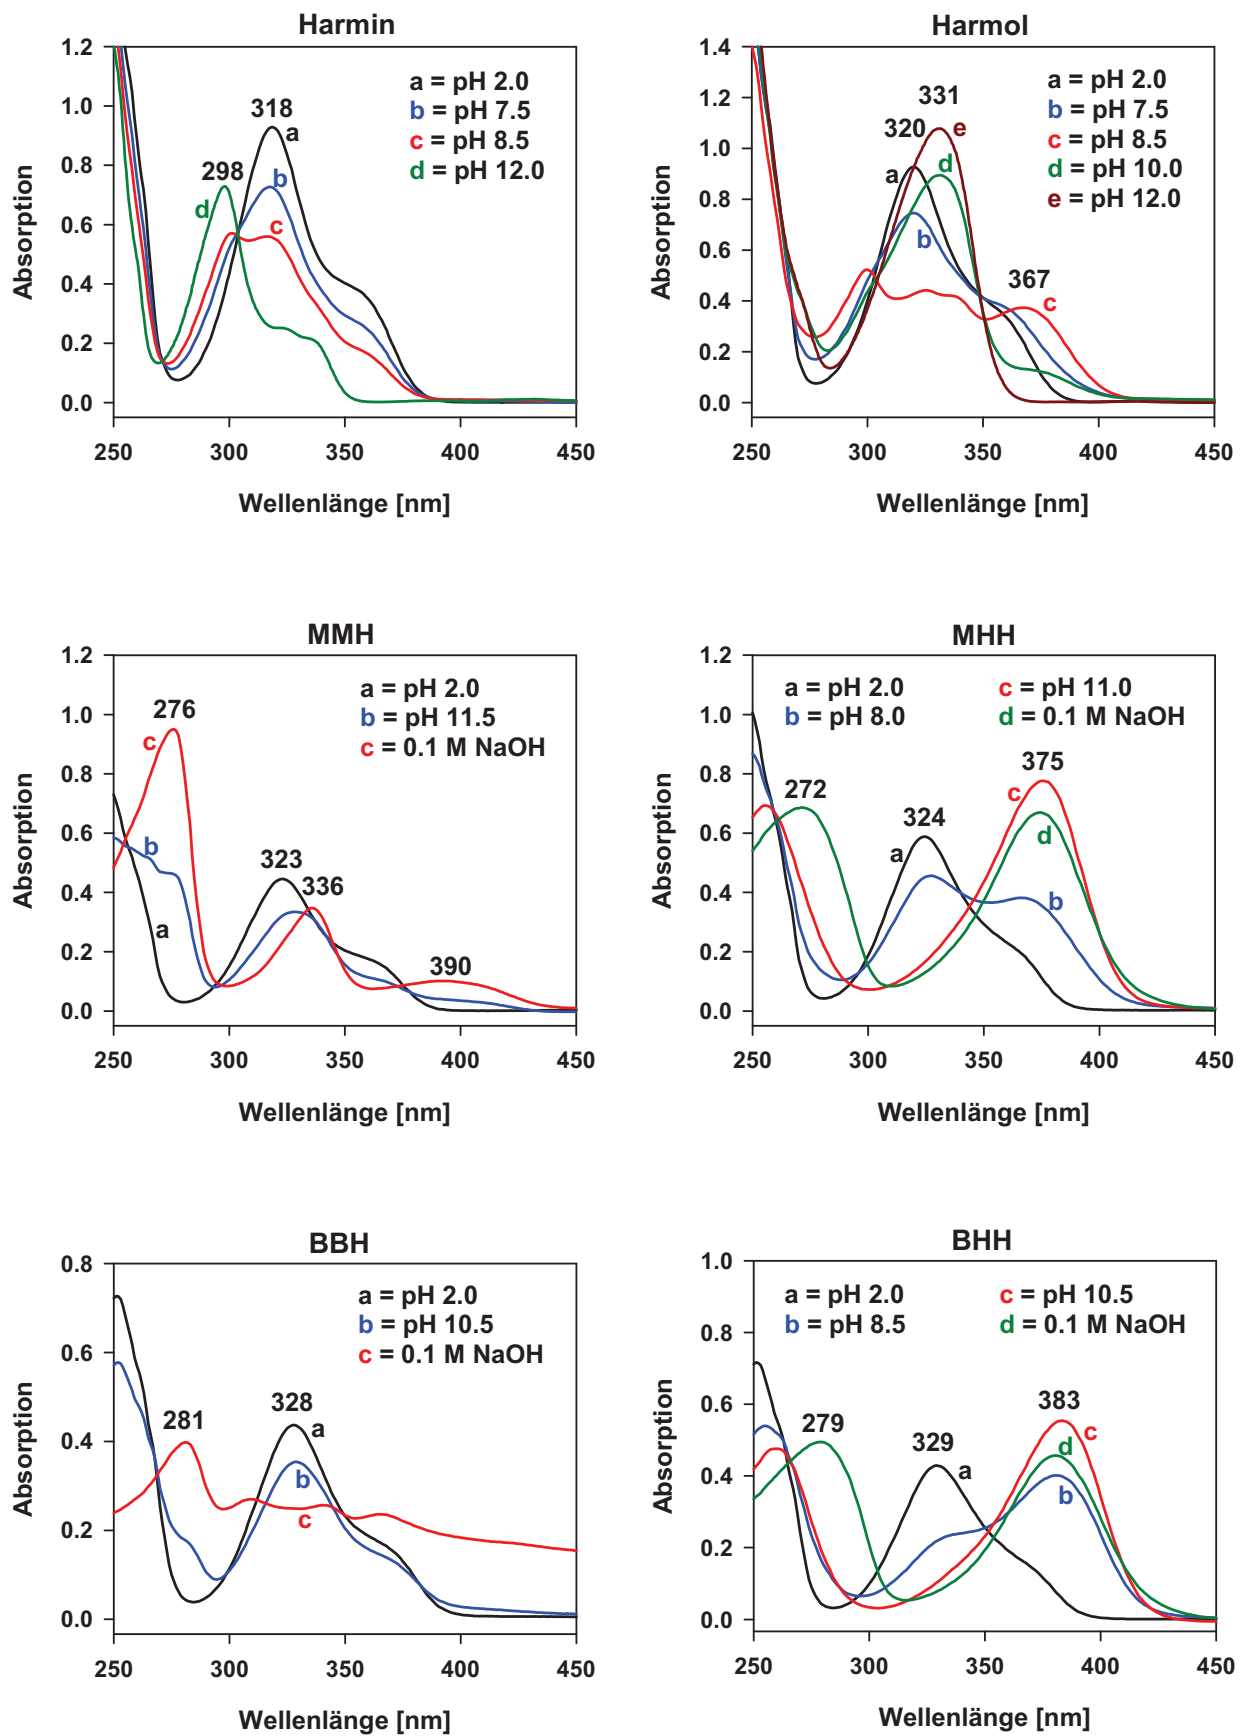 Harmin
1.2
1.0
0.8
0.6
0.4
0.2
0.0
Absorption
a = pH 2.0
b = pH 7.5
c = pH 8.5
d = pH 12.0
318
298
a
b
c
d
250 300 350 400 450
Wellenlänge [nm]
Harmol
1.4
1.2
1.0
0.8
0.6
0.4
0.2
0.0
Absorption
a = pH 2.0
b = pH 7.5
c = pH 8.5
d = pH 10.0
e = pH 12.0
331
320
367
a
b
c
d
e
250 300 350 400 450
Wellenlänge [nm]
MMH
1.2
1.0
0.8
0.6
0.4
0.2
0.0
Absorption
a = pH 2.0
b = pH 11.5
c = 0.1 M NaOH
276
323
336
390
c
b
a
250 300 350 400 450
Wellenlänge [nm]
MHH
1.2
1.0
0.8
0.6
0.4
0.2
0.0
Absorption
a = pH 2.0 c = pH 11.0
b = pH 8.0 d = 0.1 M NaOH
272
324
375
a
c
d
b
250 300 350 400 450
Wellenlänge [nm]
BBH
0.8
0.6
0.4
0.2
0.0
Absorption
a = pH 2.0
b = pH 10.5
c = 0.1 M NaOH
281
328
a
b
c
250 300 350 400 450
Wellenlänge [nm]
BHH
1.0
0.8
0.6
0.4
0.2
0.0
Absorption
a = pH 2.0 c = pH 10.5
b = pH 8.5 d = 0.1 M NaOH
279
329
383
a
c
d
b
250 300 350 400 450
Wellenlänge [nm]